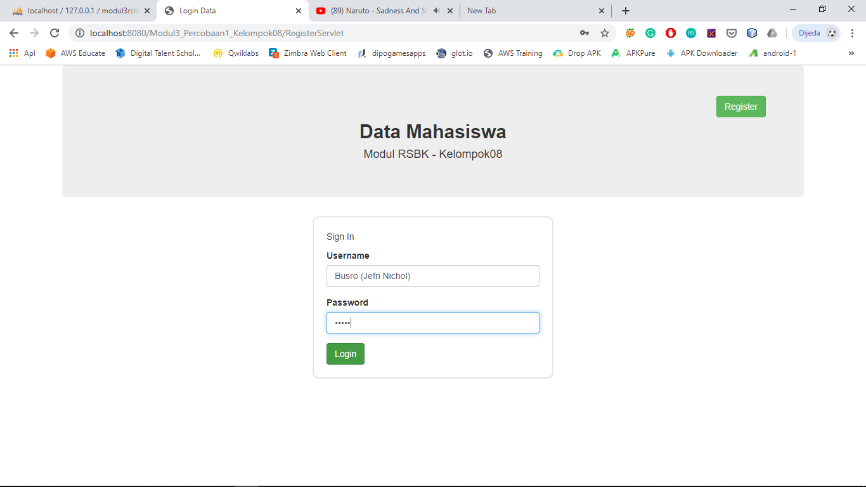 localhost / 127.0.0.1 / modul3rsb
Login Data
(89) Naruto - Sadness And S
New Tab
localhost:8080/Modul3_Percobaan1_Kelompok08/RegisterServlet
Dijeda
Apl
AWS Educate
Digital Talent Schol...
Qwiklabs
Zimbra Web Client
dipogamesapps
glot.io
AWS Training
Drop APK
APKPure
APK Downloader
android-1
»
Register
Data Mahasiswa
Modul RSBK - Kelompok08
Sign In
Username
Busro (Jefri Nichol)
Password
•••••
Login